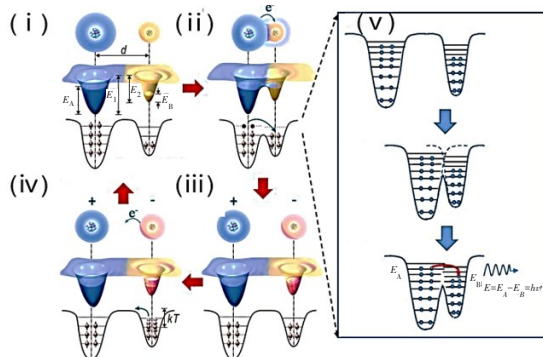 (i)
d
E_A
E_1
E_2
E_B
(ii)
e-
(v)
(iv)
+
-
e-
kT
(iii)
+
-
E_A
E_B
E=E_A-E_B=hν